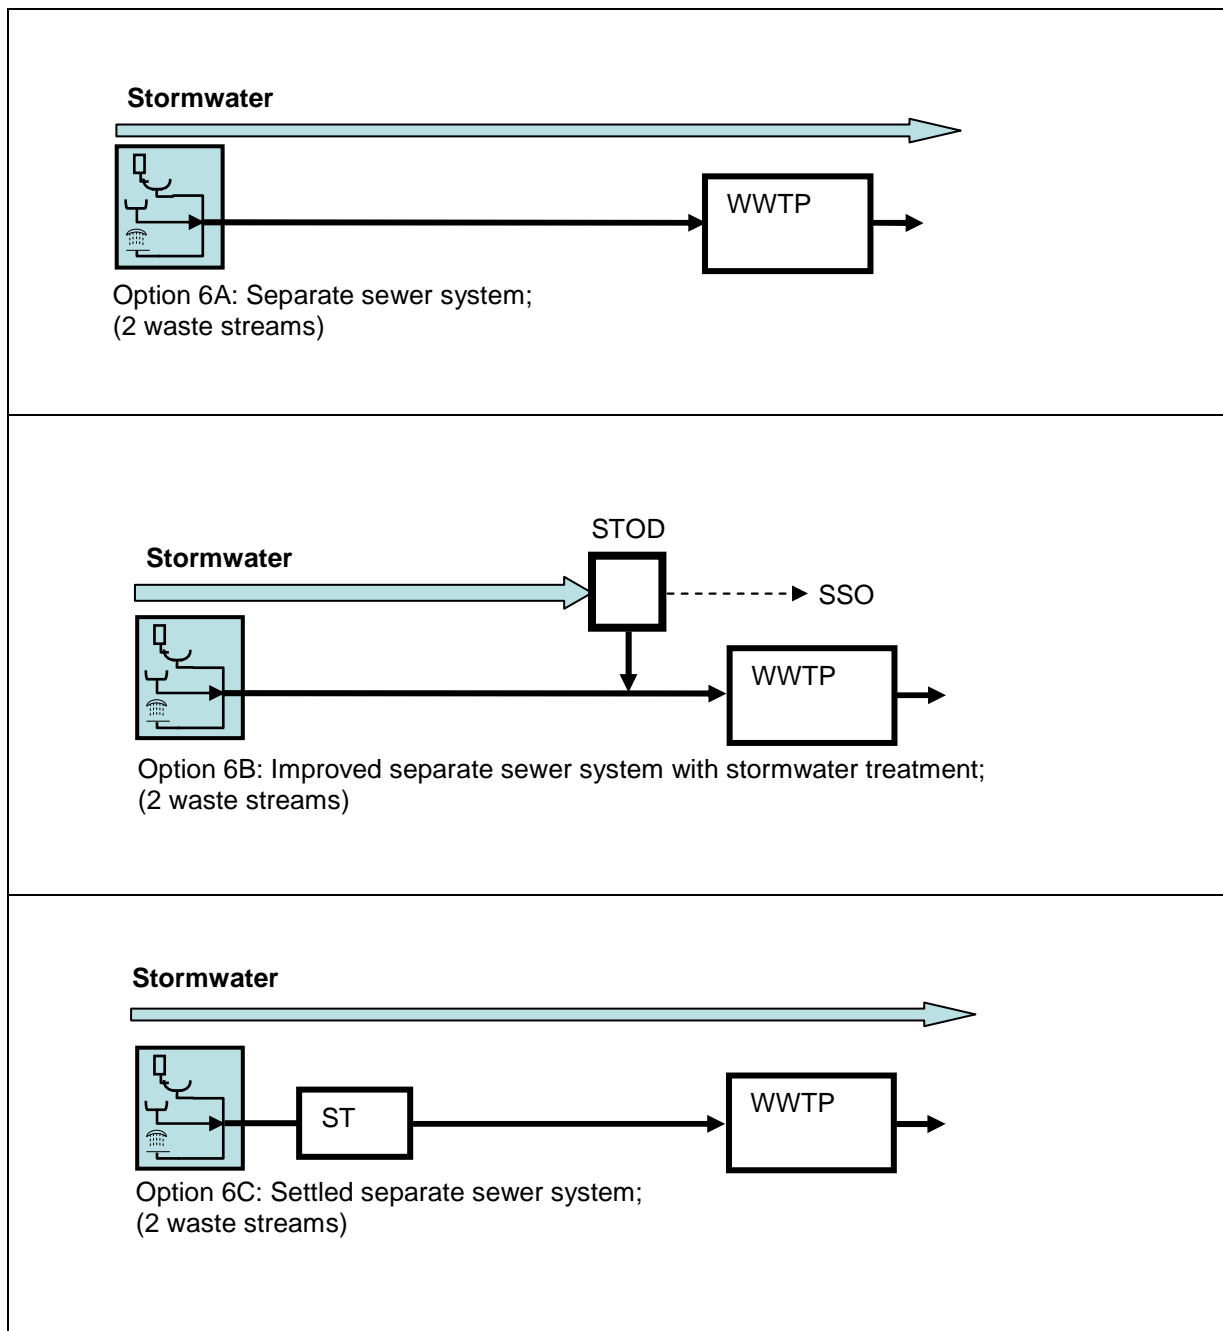 Stormwater
WWTP
Option 6A: Separate sewer system;
(2 waste streams)
STOD
Stormwater
SSO
WWTP
Option 6B: Improved separate sewer system with stormwater treatment;
(2 waste streams)
Stormwater
ST
WWTP
Option 6C: Settled separate sewer system;
(2 waste streams)